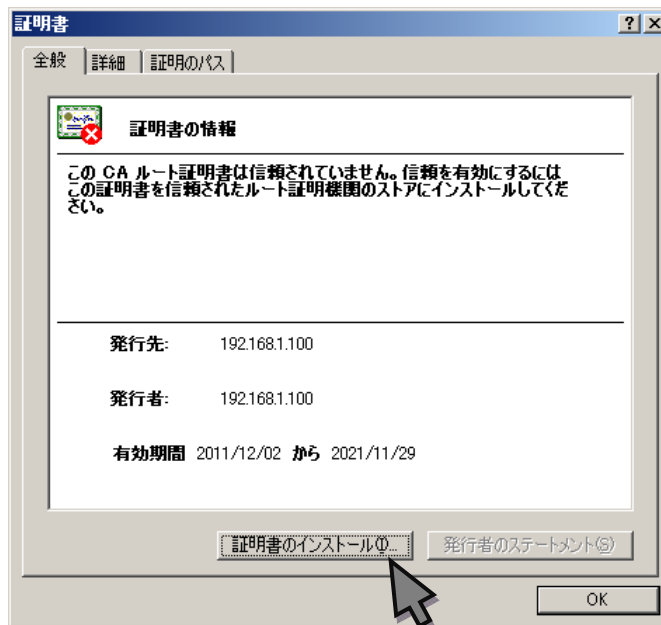 証明書
全般 詳細 証明のパス
証明書の情報
この CA ルート証明書は信頼されていません。信頼を有効にするには
この証明書を信頼されたルート証明機関のストアにインストールしてくだ
さい。
発行先: 192.168.1.100
発行者: 192.168.1.100
有効期間 2011/12/02 から 2021/11/29
証明書のインストール(I)... 発行者のステートメント(S)
OK